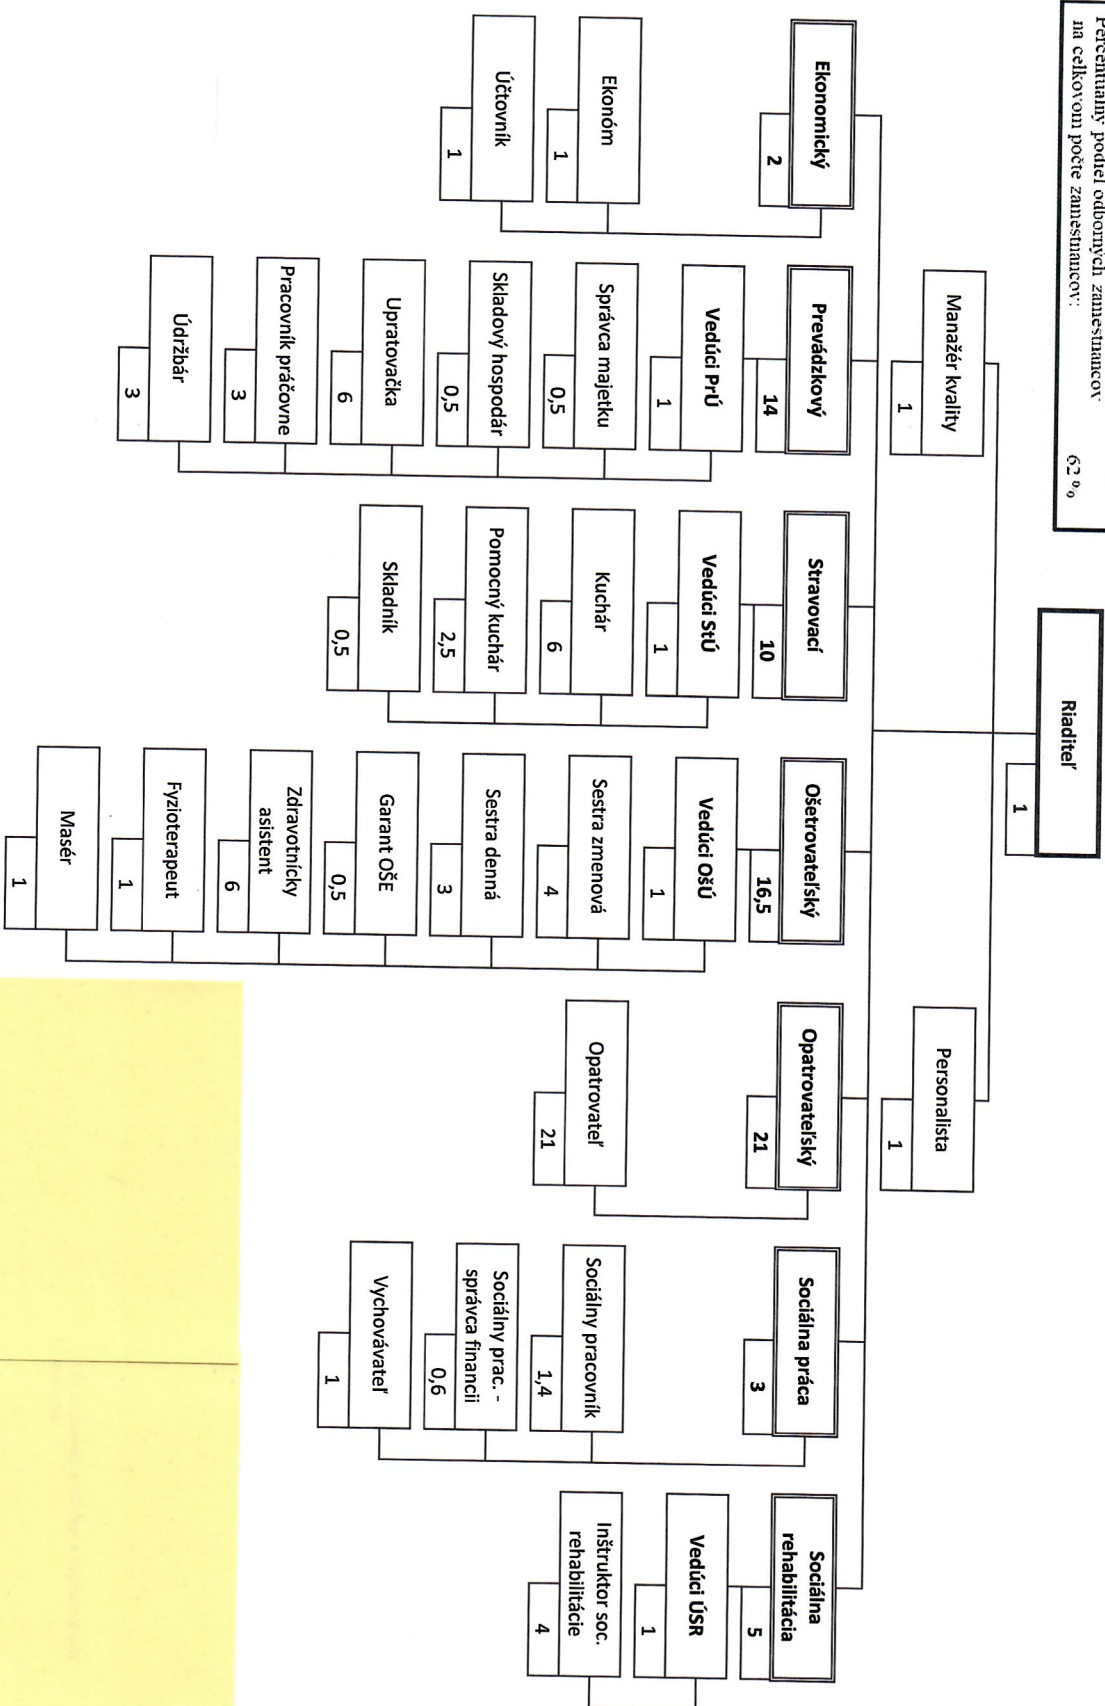 Percentuálny podiel odborných zamestnancov
na celkovom počte zamestnancov: 62 %
Riaditeľ
1
Manažér kvality
1
Personalista
1
Ekonomický
2
Ekonóm
1
Účtovník
1
Prevádzkový
14
Vedúci PrÚ
1
Správca majetku
0,5
Skladový hospodár
0,5
Upratovačka
6
Pracovník práčovne
3
Údržbár
3
Stravovací
10
Vedúci StÚ
1
Kuchár
6
Pomocný kuchár
2,5
Skladník
0,5
Ošetrovateľský
16,5
Vedúci OšÚ
1
Sestra zmenová
4
Sestra denná
3
Garant OŠE
0,5
Zdravotnícky
asistent
6
Fyzioterapeut
1
Masér
1
Opatrovateľský
21
Opatrovateľ
21
Sociálna práca
3
Sociálny pracovník
1,4
Sociálny prac. -
správca financii
0,6
Vychovávateľ
1
Sociálna
rehabilitácia
5
Vedúci ÚSR
1
Inštruktor soc.
rehabilitácie
4